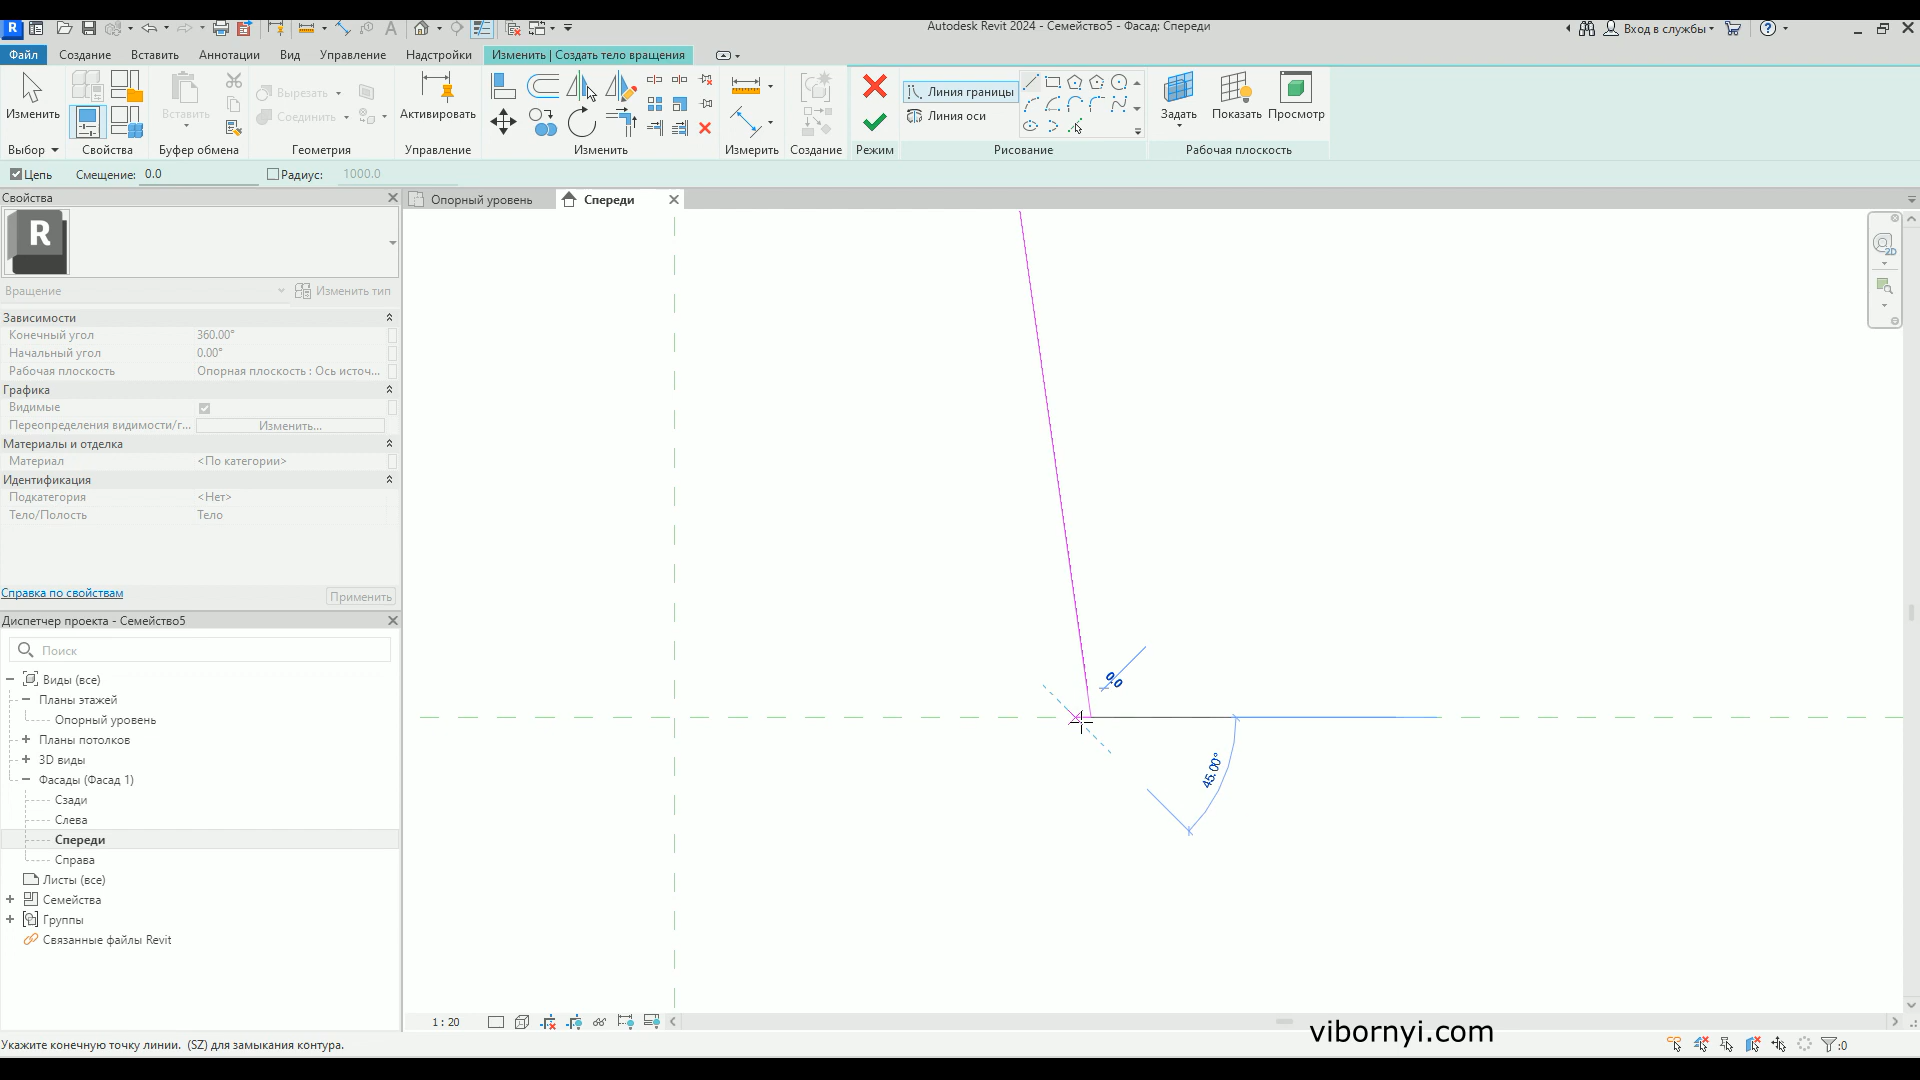 Autodesk Revit 2024 - Семейство5 - Фасад: Спереди
Вход в службы
Файл Создание Вставить Аннотации Вид Управление Надстройки Изменить | Создать тело вращения
Изменить Вставить Вырезать Соединить Активировать Линия границы Линия оси Задать Показать Просмотр
Выбор Свойства Буфер обмена Геометрия Управление Изменить Измерить Создание Режим Рисование Рабочая плоскость
Цепь Смещение: 0.0 Радиус: 1000.0
Свойства
Опорный уровень
Спереди
R
Вращение
Изменить тип
Зависимости
Конечный угол 360.00°
Начальный угол 0.00°
Рабочая плоскость Опорная плоскость : Ось источ...
Графика
Видимые
Переопределения видимости/г... Изменить...
Материалы и отделка
Материал <По категории>
Идентификация
Подкатегория <Нет>
Тело/Полость Тело
Справка по свойствам Применить
Диспетчер проекта - Семейство5
Поиск
Виды (все)
Планы этажей
Опорный уровень
Планы потолков
3D виды
Фасады (Фасад 1)
Сзади
Слева
Спереди
Справа
Листы (все)
Семейства
Группы
Связанные файлы Revit
0.0
45.00°
1 : 20
vibornyi.com
Укажите конечную точку линии. (SZ) для замыкания контура.
:0